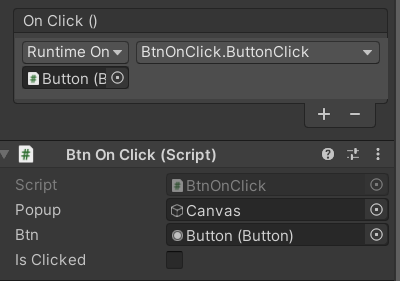 On Click ()
Runtime On BtnOnClick.ButtonClick
Button (B
Btn On Click (Script)
Script BtnOnClick
Popup Canvas
Btn Button (Button)
Is Clicked